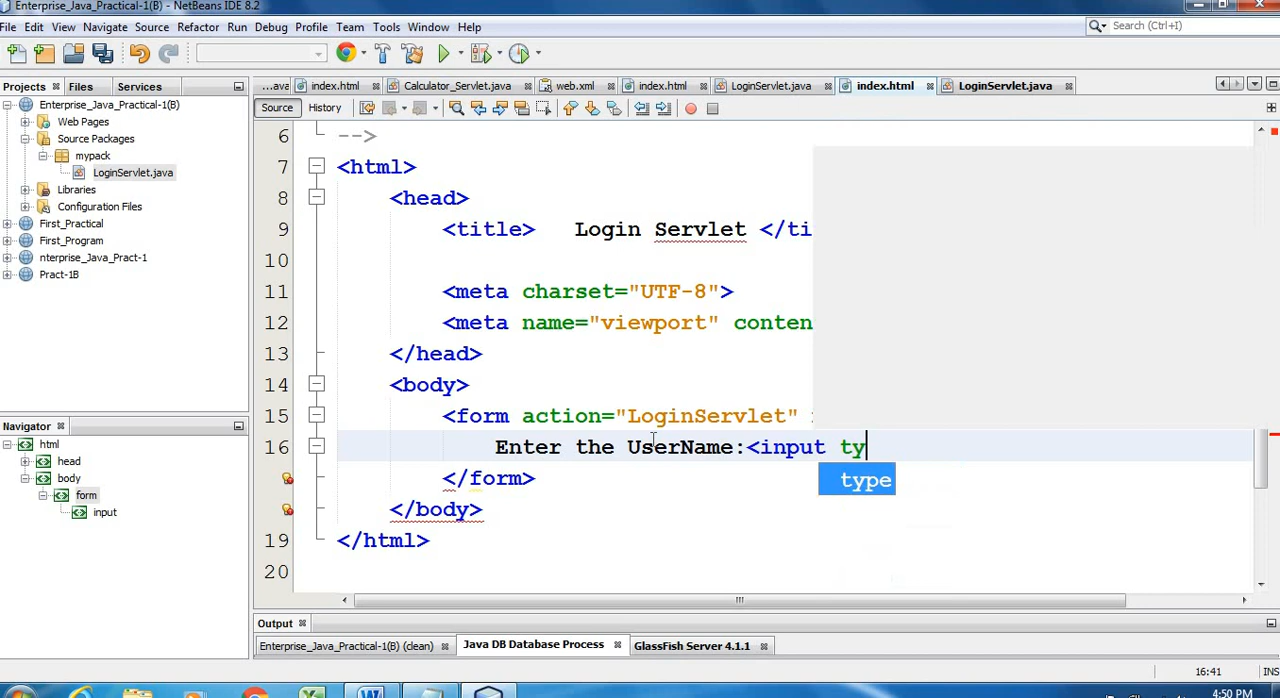 Enterprise_Java_Practical-1(B) - NetBeans IDE 8.2
File Edit View Navigate Source Refactor Run Debug Profile Team Tools Window Help
Search (Ctrl+I)
Projects Files Services
...ava index.html Calculator_Servlet.java web.xml index.html LoginServlet.java index.html LoginServlet.java
Source History
Enterprise_Java_Practical-1(B)
Web Pages
Source Packages
mypack
LoginServlet.java
Libraries
Configuration Files
First_Practical
First_Program
nterprise_Java_Pract-1
Pract-1B
6 -->
7 <html>
8 <head>
9 <title> Login Servlet </ti
10
11 <meta charset="UTF-8">
12 <meta name="viewport" conten
13 </head>
14 <body>
15 <form action="LoginServlet"
16 Enter the UserName:<input ty
type
</form>
</body>
19 </html>
20
Navigator
html
head
body
form
input
Output
Enterprise_Java_Practical-1(B) (clean) Java DB Database Process GlassFish Server 4.1.1
16:41 INS
4:50 PM